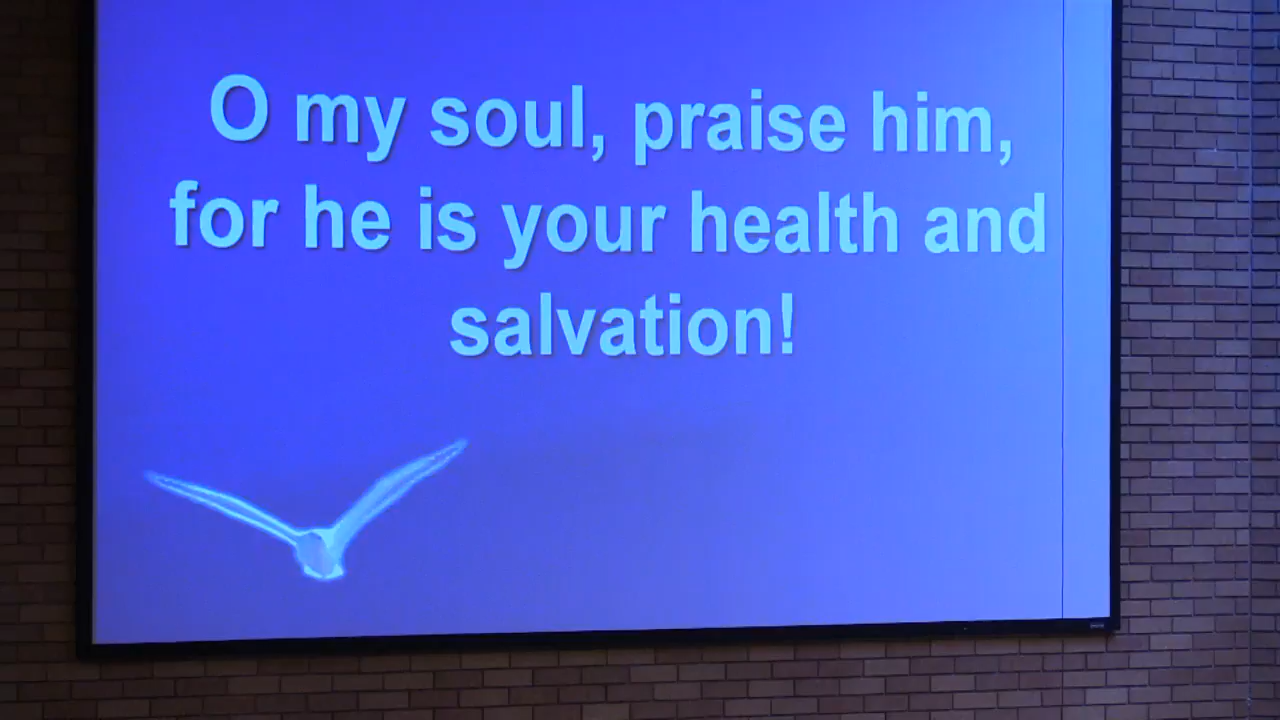 O my soul, praise him,
for he is your health and
salvation!